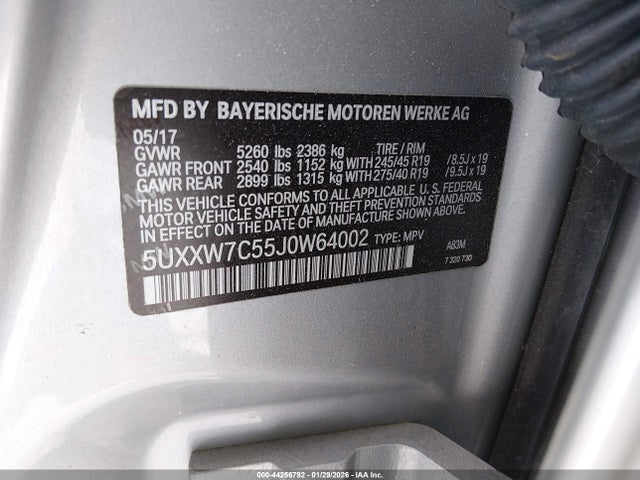 MFD BY BAYERISCHE MOTOREN WERKE AG
05/17
GVWR 5260 lbs 2386 kg TIRE / RIM
GAWR FRONT 2540 lbs 1152 kg WITH 245/45 R19 / 8.5J x 19
GAWR REAR 2899 lbs 1315 kg WITH 275/40 R19 / 9.5J x 19
THIS VEHICLE CONFORMS TO ALL APPLICABLE U.S. FEDERAL
MOTOR VEHICLE SAFETY AND THEFT PREVENTION STANDARDS
IN EFFECT ON THE DATE OF MANUFACTURE SHOWN ABOVE.
5UXXW7C55J0W64002 TYPE: MPV A83M
7 320 730
000-44256792 | 01/29/2026 | IAA Inc.